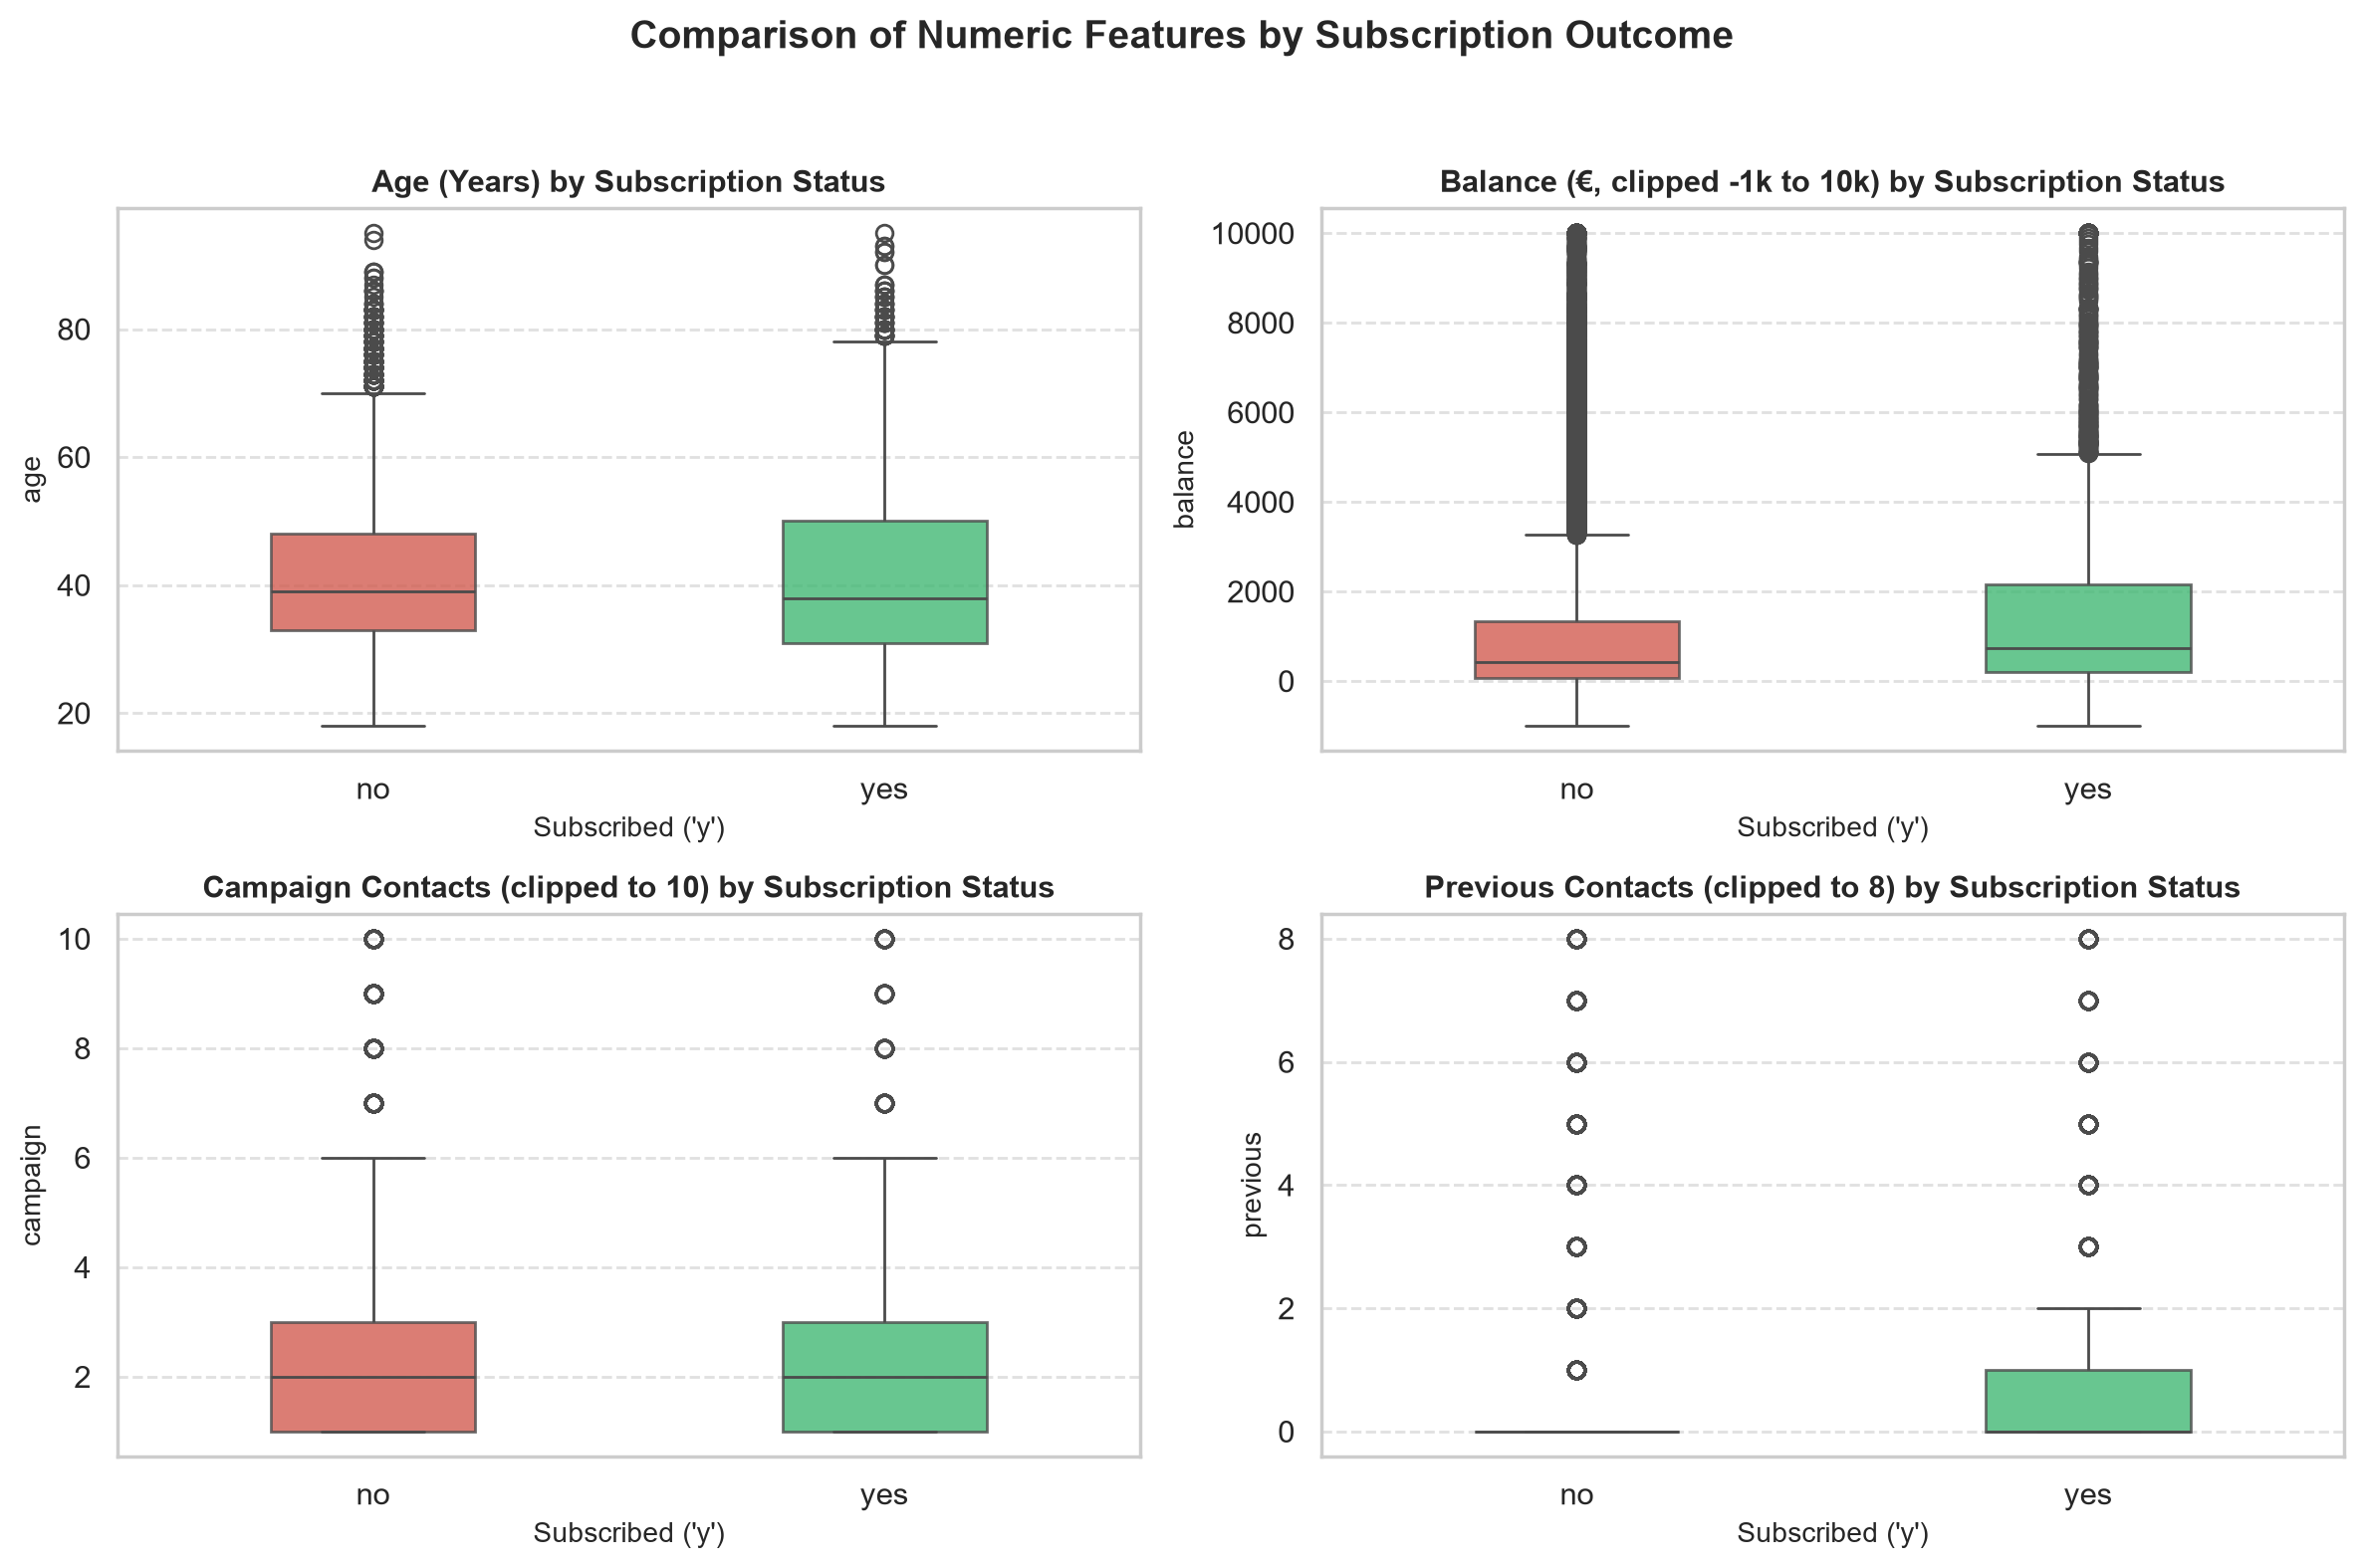 Comparison of Numeric Features by Subscription Outcome
Age (Years) by Subscription Status
age
80
60
40
20
no
yes
Subscribed ('y')
Balance (€, clipped -1k to 10k) by Subscription Status
balance
10000
8000
6000
4000
2000
0
no
yes
Subscribed ('y')
Campaign Contacts (clipped to 10) by Subscription Status
campaign
10
8
6
4
2
no
yes
Subscribed ('y')
Previous Contacts (clipped to 8) by Subscription Status
previous
8
6
4
2
0
no
yes
Subscribed ('y')